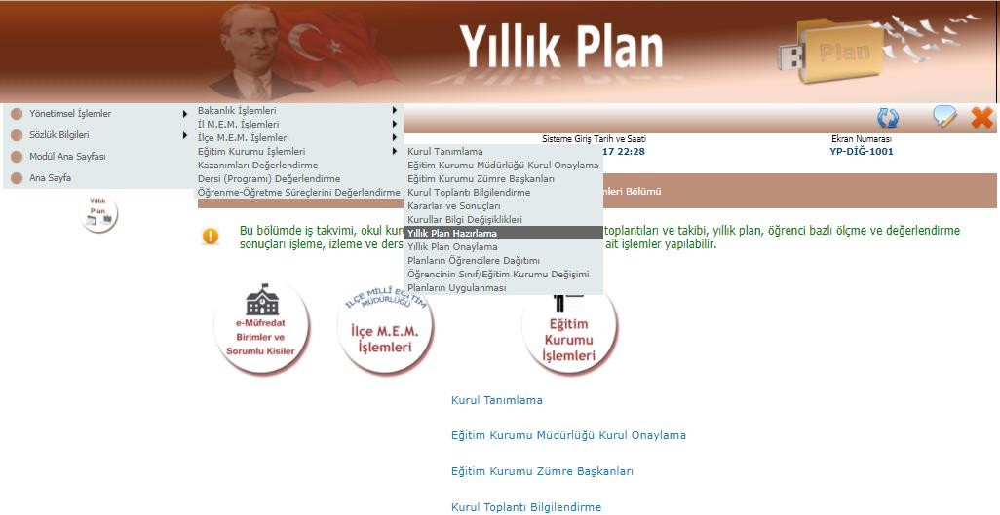 Yıllık Plan
Plan
Yönetimsel İşlemler
Sözlük Bilgileri
Modül Ana Sayfası
Ana Sayfa
Bakanlık İşlemleri
İl M.E.M. İşlemleri
İlçe M.E.M. İşlemleri
Eğitim Kurumu İşlemleri
Kazanımları Değerlendirme
Dersi (Programı) Değerlendirme
Öğrenme-Öğretme Süreçlerini Değerlendirme
Kurul Tanımlama
Eğitim Kurumu Müdürlüğü Kurul Onaylama
Eğitim Kurumu Zümre Başkanları
Kurul Toplantı Bilgilendirme
Kararlar ve Sonuçları
Kurullar Bilgi Değişiklikleri
Yıllık Plan Hazırlama
Yıllık Plan Onaylama
Planların Öğrencilere Dağıtımı
Öğrencinin Sınıf/Eğitim Kurumu Değişimi
Planların Uygulanması
Sisteme Giriş Tarih ve Saati
17 22:28
Ekran Numarası
YP-DİĞ-1001
mleri Bölümü
Yıllık
Plan
Bu bölümde iş takvimi, okul kuru toplantıları ve takibi, yıllık plan, öğrenci bazlı ölçme ve değerlendirme
sonuçları işleme, izleme ve ders ait işlemler yapılabilir.
e-Müfredat
Birimler ve
Sorumlu Kisiler
İLÇE MİLLİ EĞİTİM
MÜDÜRLÜĞÜ
İlçe M.E.M.
İşlemleri
Eğitim
Kurumu
İşlemleri
Kurul Tanımlama
Eğitim Kurumu Müdürlüğü Kurul Onaylama
Eğitim Kurumu Zümre Başkanları
Kurul Toplantı Bilgilendirme